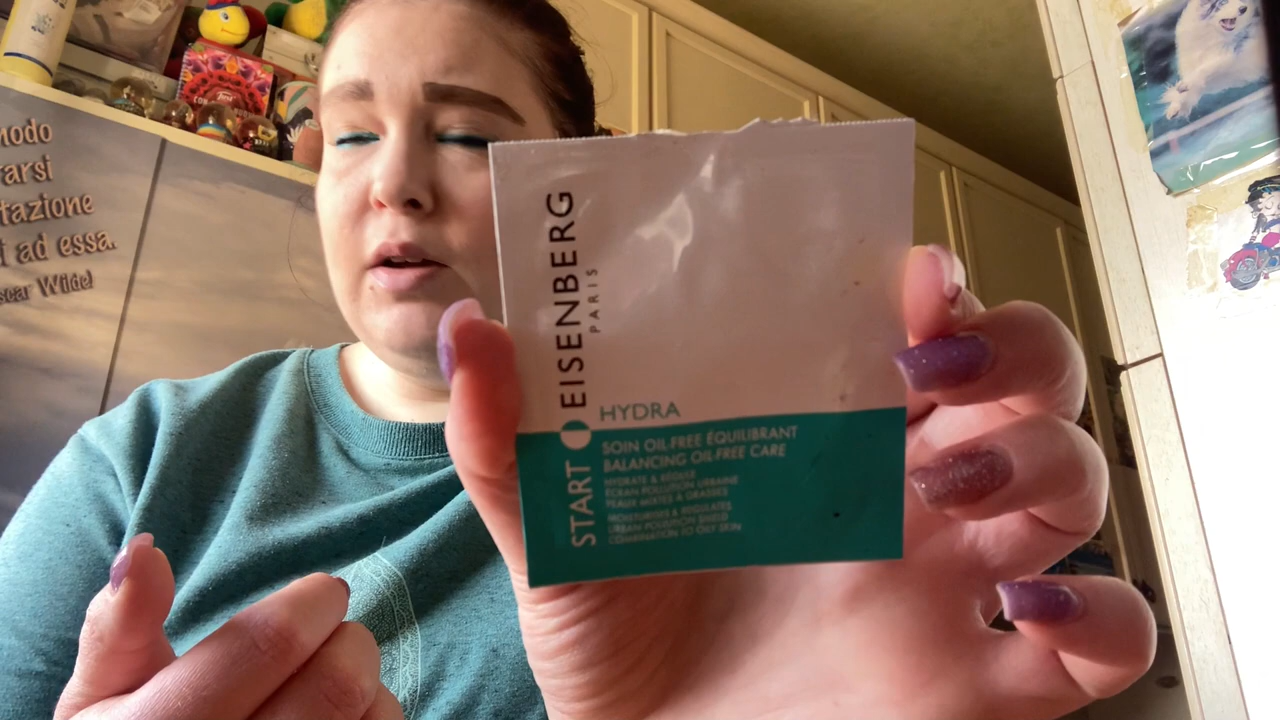 modo
rarsi
tazione
i ad essa.
scar Wilde!
EISENBERG
PARIS
START
HYDRA
SOIN OIL-FREE ÉQUILIBRANT
BALANCING OIL-FREE CARE
HYDRATE & RÉGULE
ÉCRAN POLLUTION URBAINE
PEAUX MIXTES & GRASSES
MOISTURISES & REGULATES
URBAN POLLUTION SHIELD
COMBINATION TO OILY SKIN